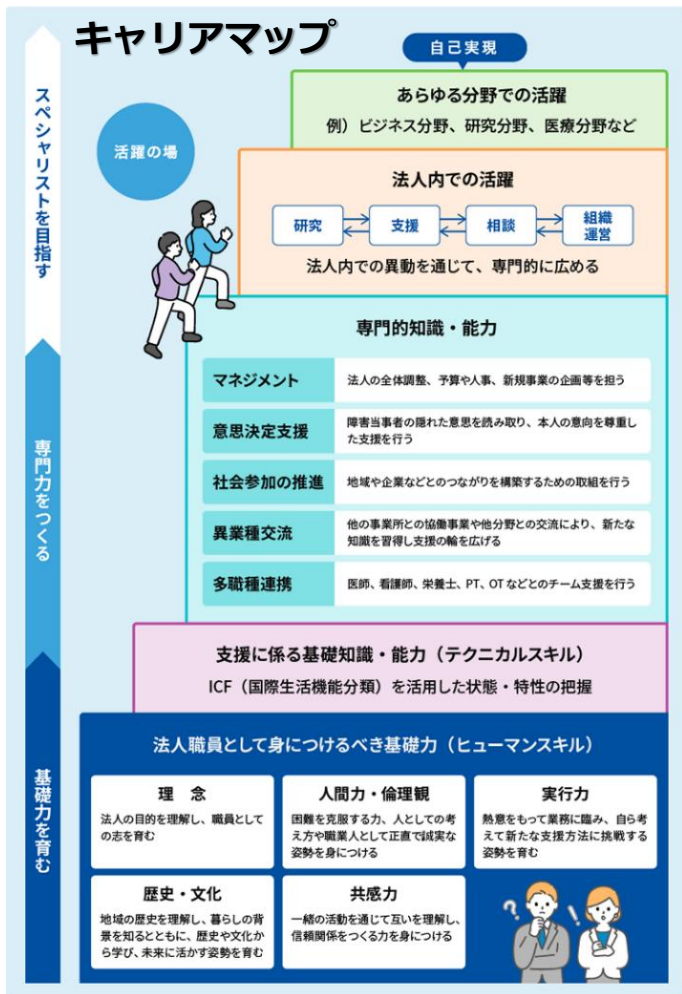 キャリアマップ
自己実現
あらゆる分野での活躍
例）ビジネス分野、研究分野、医療分野など
スペシャリストを目指す
活躍の場
法人内での活躍
研究
支援
相談
組織
運営
法人内での異動を通じて、専門的に広める
専門力をつくる
専門的知識・能力
マネジメント
法人の全体調整、予算や人事、新規事業の企画等を担う
意思決定支援
障害当事者の隠れた意思を読み取り、本人の意向を尊重し
た支援を行う
社会参加の推進
地域や企業などとのつながりを構築するための取組を行う
異業種交流
他の事業所との協働事業や他分野との交流により、新たな
知識を習得し支援の輪を広げる
多職種連携
医師、看護師、栄養士、PT、OTなどとのチーム支援を行う
支援に係る基礎知識・能力（テクニカルスキル）
ICF（国際生活機能分類）を活用した状態・特性の把握
基礎力を育む
法人職員として身につけるべき基礎力（ヒューマンスキル）
理　念
法人の目的を理解し、職員として
の志を育む
人間力・倫理観
困難を克服する力、人としての考
え方や職業人として正直で誠実な
姿勢を身につける
実行力
熱意をもって業務に臨み、自ら考
えて新たな支援方法に挑戦する
姿勢を育む
歴史・文化
地域の歴史を理解し、暮らしの背
景を知るとともに、歴史や文化か
ら学び、未来に活かす姿勢を育む
共感力
一緒の活動を通じて互いを理解し、
信頼関係をつくる力を身につける
?
!